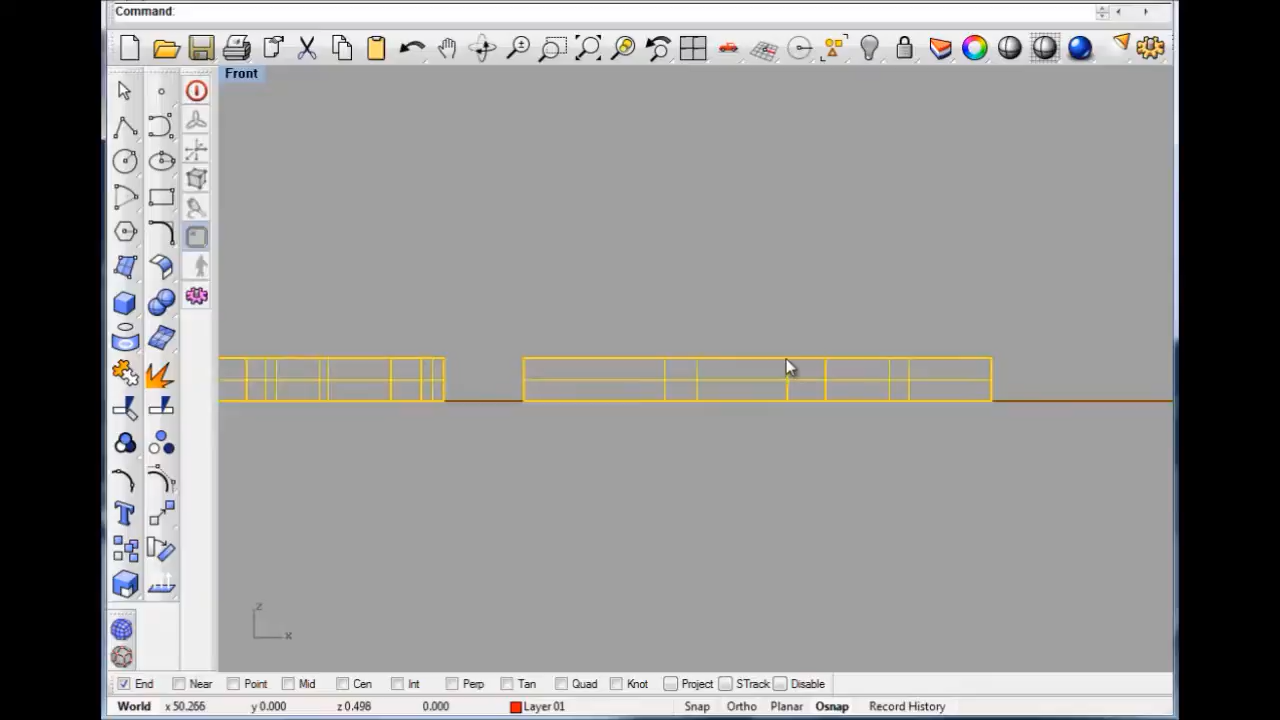 Command:
Front
z
x
End Near Point Mid Cen Int Perp Tan Quad Knot Project STrack Disable
World x 50.266 y 0.000 z 0.498 0.000 Layer 01 Snap Ortho Planar Osnap Record History